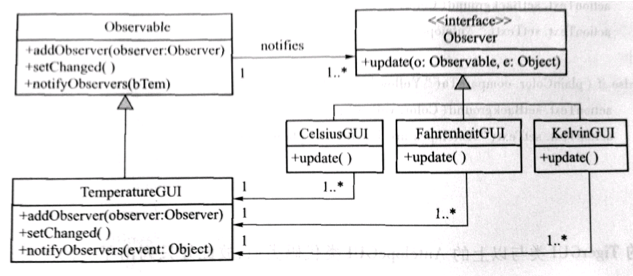 Observable
+addObserver(observer:Observer)
+setChanged( )
+notifyObservers(bTem)
notifies
1
1..*
<<interface>>
Observer
+update(o: Observable, e: Object)
CelsiusGUI
+update( )
FahrenheitGUI
+update( )
KelvinGUI
+update( )
TemperatureGUI
+addObserver(observer:Observer)
+setChanged( )
+notifyObservers(event: Object)
1
1..*
1
1..*
1
1..*